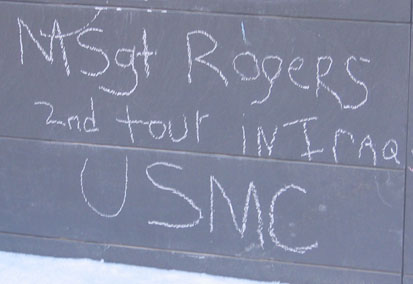 MSgt Rogers
2nd tour in Iraq
USMC